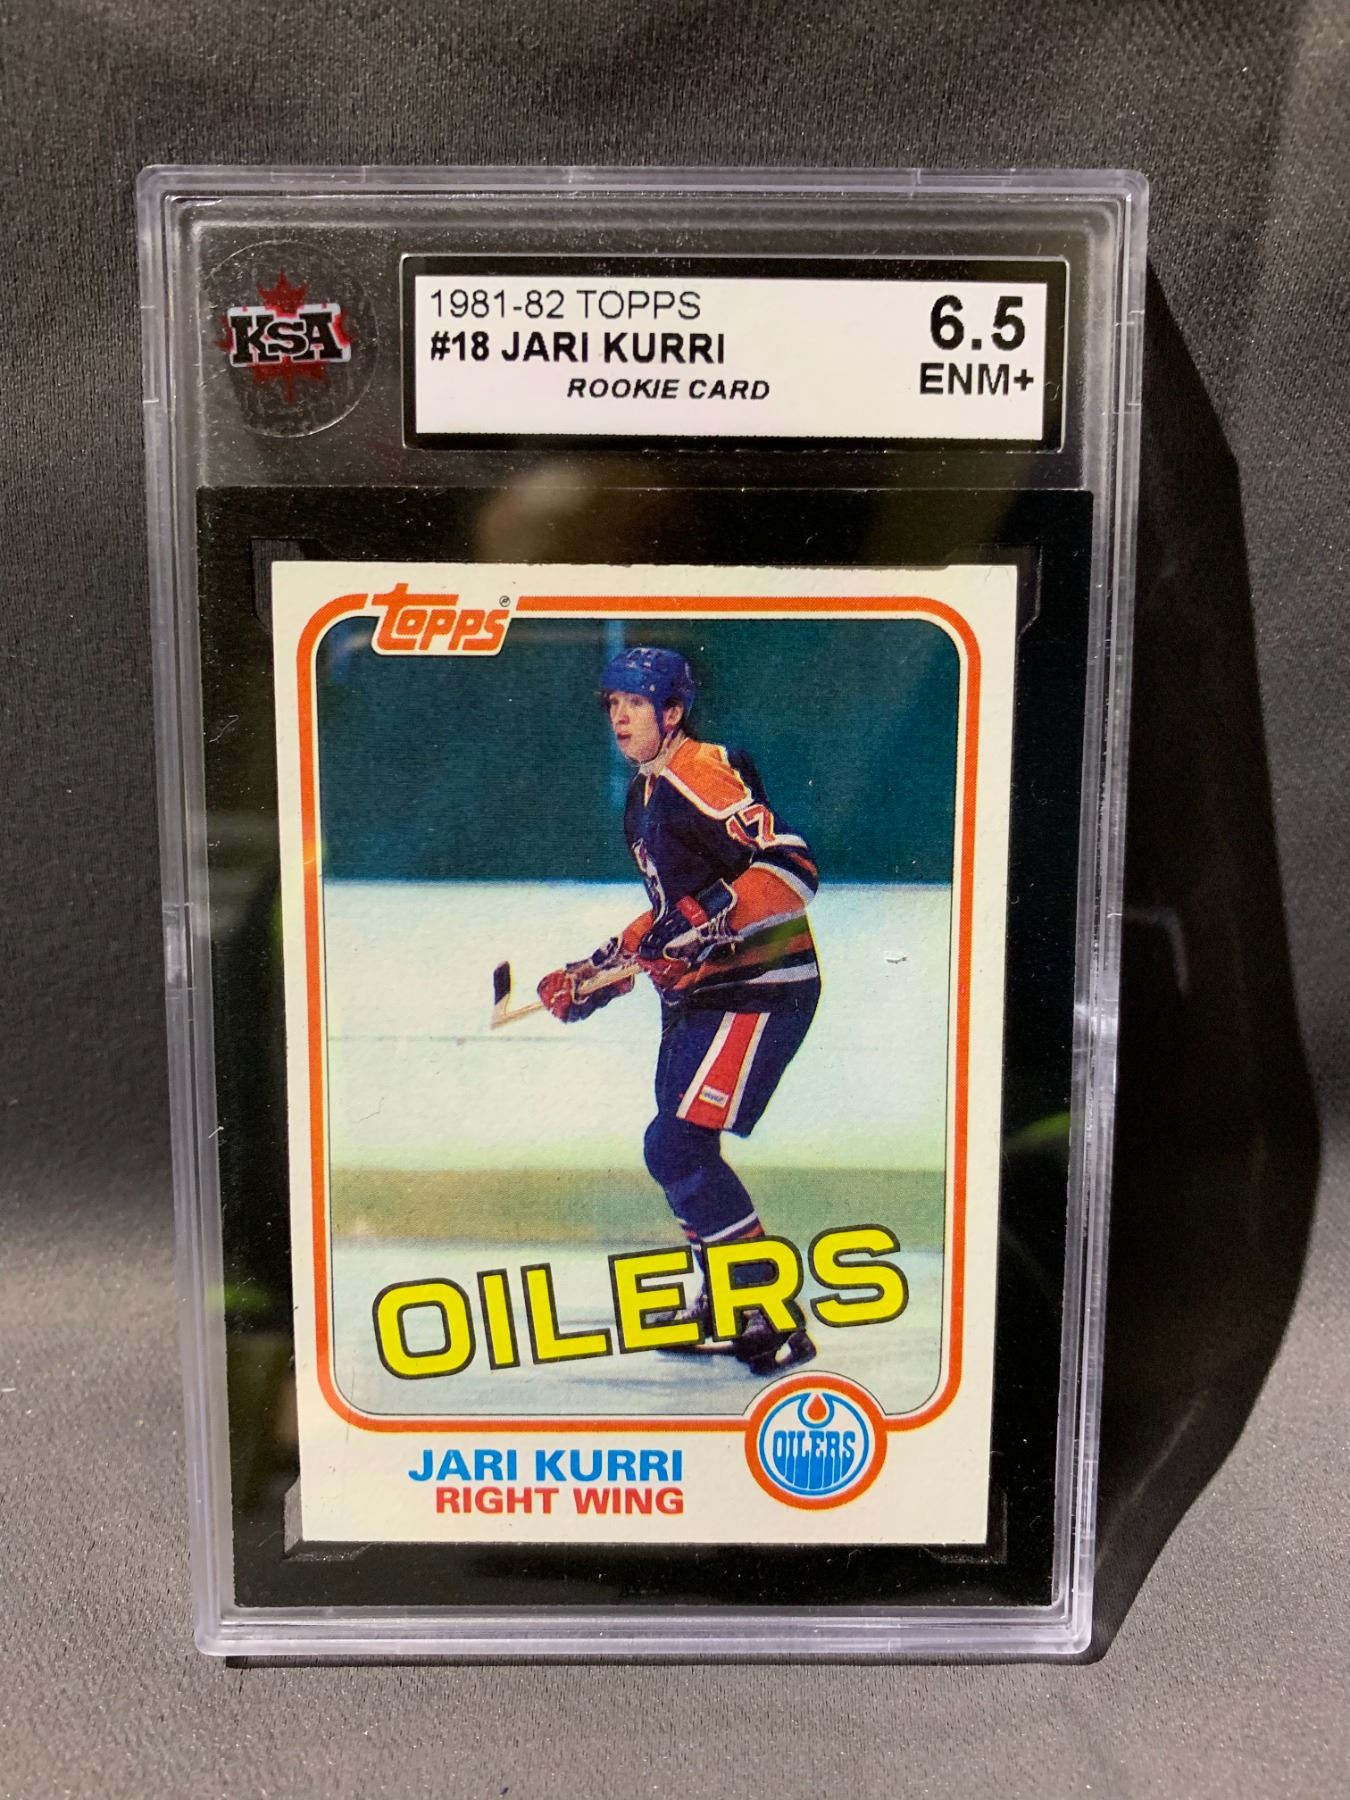 KSA
1981-82 TOPPS
#18 JARI KURRI
ROOKIE CARD
6.5
ENM+
topps®
17
OILERS
OILERS
JARI KURRI
RIGHT WING